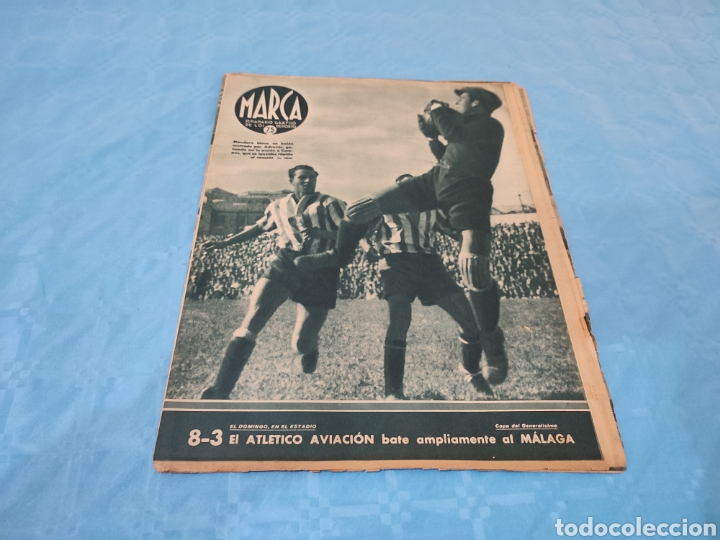 MARCA
SEMANARIO GRAFICO
DE LOS DEPORTES
25
EL DOMINGO, EN EL ESTADIO
Copa del Generalísimo
8-3 El ATLETICO AVIACIÓN bate ampliamente al MÁLAGA
todocoleccion